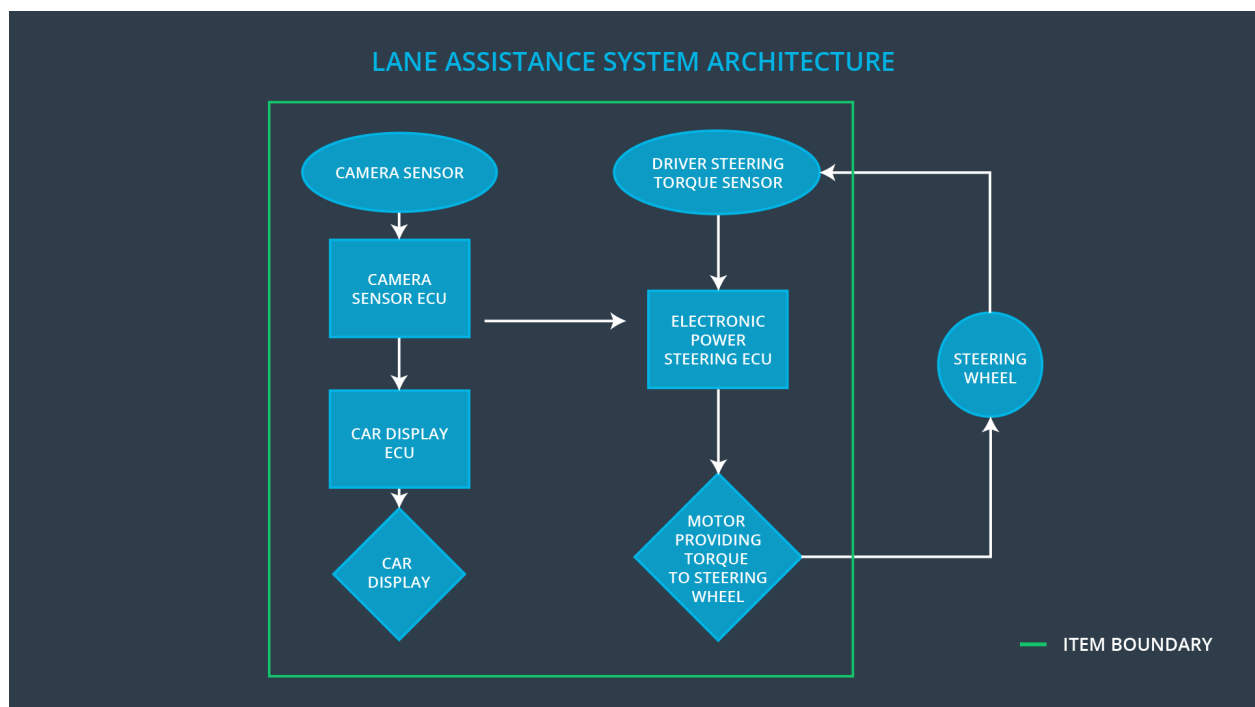 LANE ASSISTANCE SYSTEM ARCHITECTURE
CAMERA SENSOR
DRIVER STEERING
TORQUE SENSOR
CAMERA
SENSOR ECU
ELECTRONIC
POWER
STEERING ECU
STEERING
WHEEL
CAR DISPLAY
ECU
CAR
DISPLAY
MOTOR
PROVIDING
TORQUE
TO STEERING
WHEEL
ITEM BOUNDARY